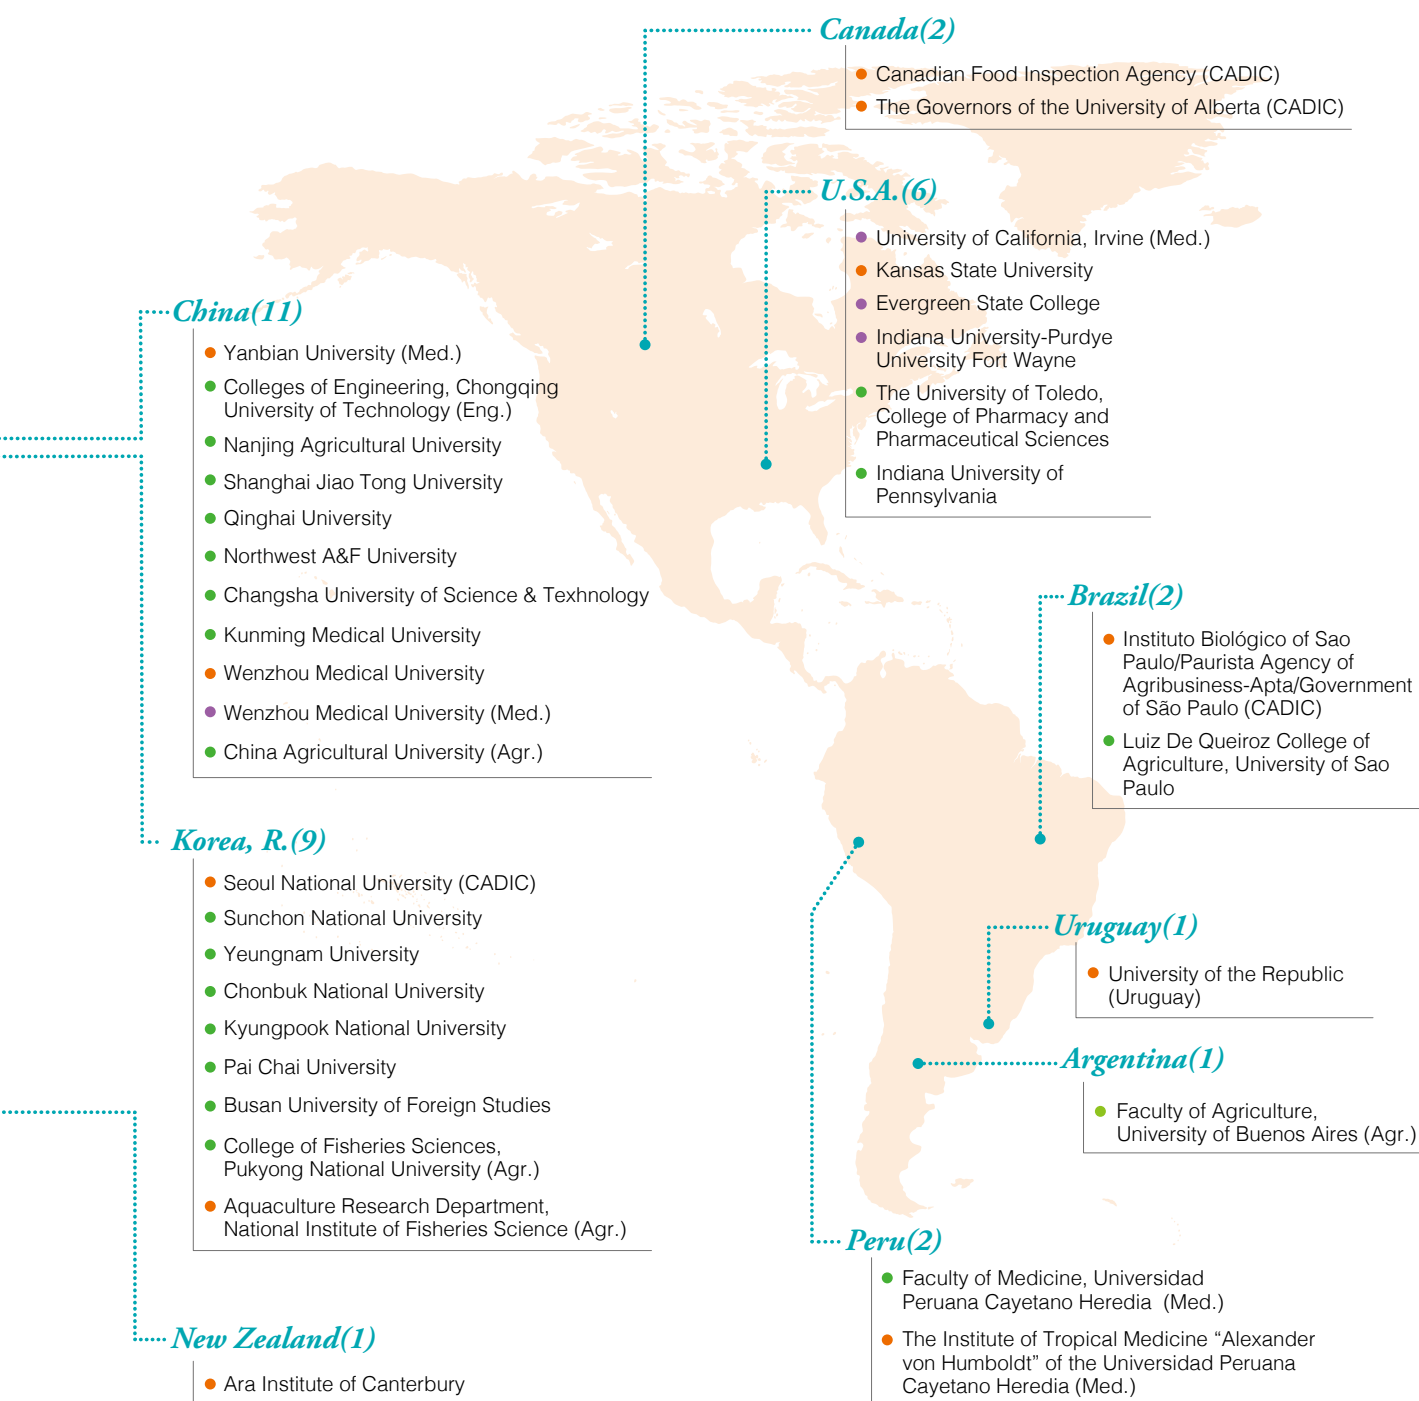 Canada(2)
Canadian Food Inspection Agency (CADIC)
The Governors of the University of Alberta (CADIC)
U.S.A.(6)
University of California, Irvine (Med.)
Kansas State University
Evergreen State College
Indiana University-Purdye
University Fort Wayne
The University of Toledo,
College of Pharmacy and
Pharmaceutical Sciences
Indiana University of
Pennsylvania
China(11)
Yanbian University (Med.)
Colleges of Engineering, Chongqing
University of Technology (Eng.)
Nanjing Agricultural University
Shanghai Jiao Tong University
Qinghai University
Northwest A&F University
Changsha University of Science & Texhnology
Kunming Medical University
Wenzhou Medical University
Wenzhou Medical University (Med.)
China Agricultural University (Agr.)
Brazil(2)
Instituto Biológico of Sao
Paulo/Paurista Agency of
Agribusiness-Apta/Government
of São Paulo (CADIC)
Luiz De Queiroz College of
Agriculture, University of Sao
Paulo
Korea, R.(9)
Seoul National University (CADIC)
Sunchon National University
Yeungnam University
Chonbuk National University
Kyungpook National University
Pai Chai University
Busan University of Foreign Studies
College of Fisheries Sciences,
Pukyong National University (Agr.)
Aquaculture Research Department,
National Institute of Fisheries Science (Agr.)
Uruguay(1)
University of the Republic
(Uruguay)
Argentina(1)
Faculty of Agriculture,
University of Buenos Aires (Agr.)
Peru(2)
Faculty of Medicine, Universidad
Peruana Cayetano Heredia (Med.)
The Institute of Tropical Medicine “Alexander
von Humboldt” of the Universidad Peruana
Cayetano Heredia (Med.)
New Zealand(1)
Ara Institute of Canterbury